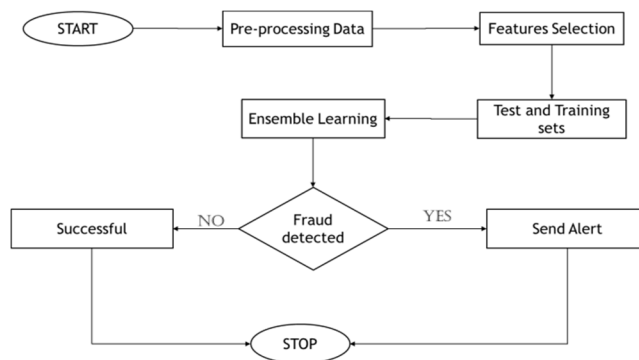 START
Pre-processing Data
Features Selection
Ensemble Learning
Test and Training
sets
Fraud
detected
NO
YES
Successful
Send Alert
STOP